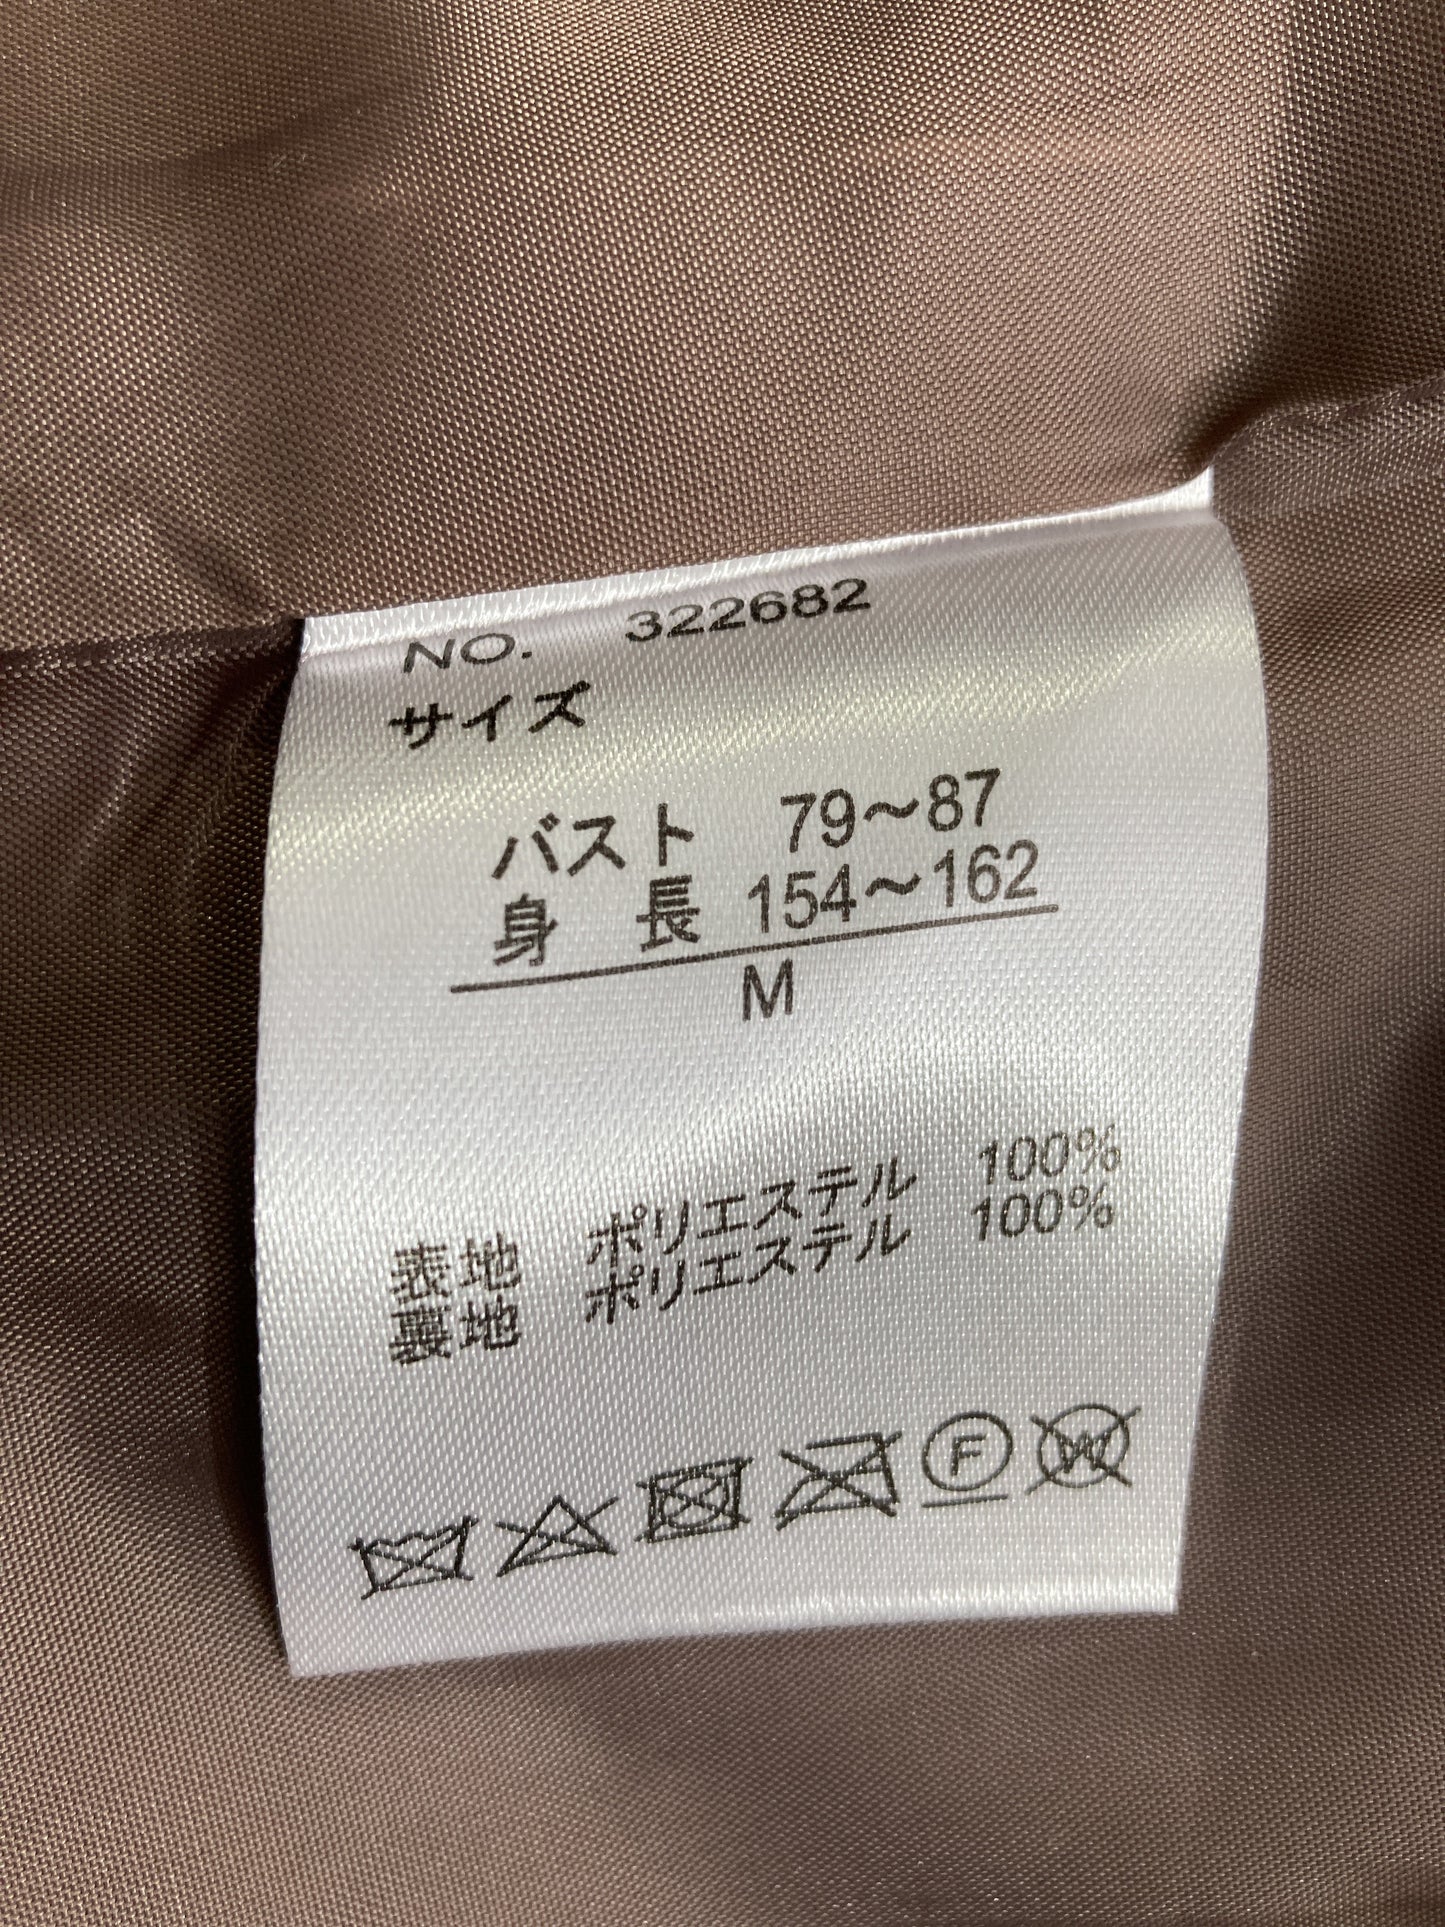 NO. 322682
サイズ
バスト 79～87
身 長 154～162
M
表地 ポリエステル 100%
裏地 ポリエステル 100%
F W